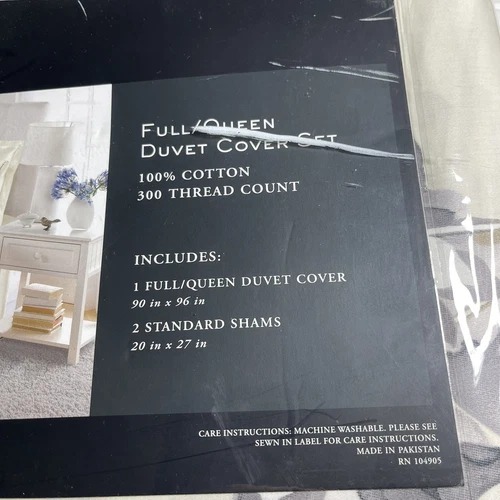 FULL/QUEEN
DUVET COVER SET
100% COTTON
300 THREAD COUNT
INCLUDES:
1 FULL/QUEEN DUVET COVER
90 in x 96 in
2 STANDARD SHAMS
20 in x 27 in
CARE INSTRUCTIONS: MACHINE WASHABLE. PLEASE SEE
SEWN IN LABEL FOR CARE INSTRUCTIONS.
MADE IN PAKISTAN
RN 104905